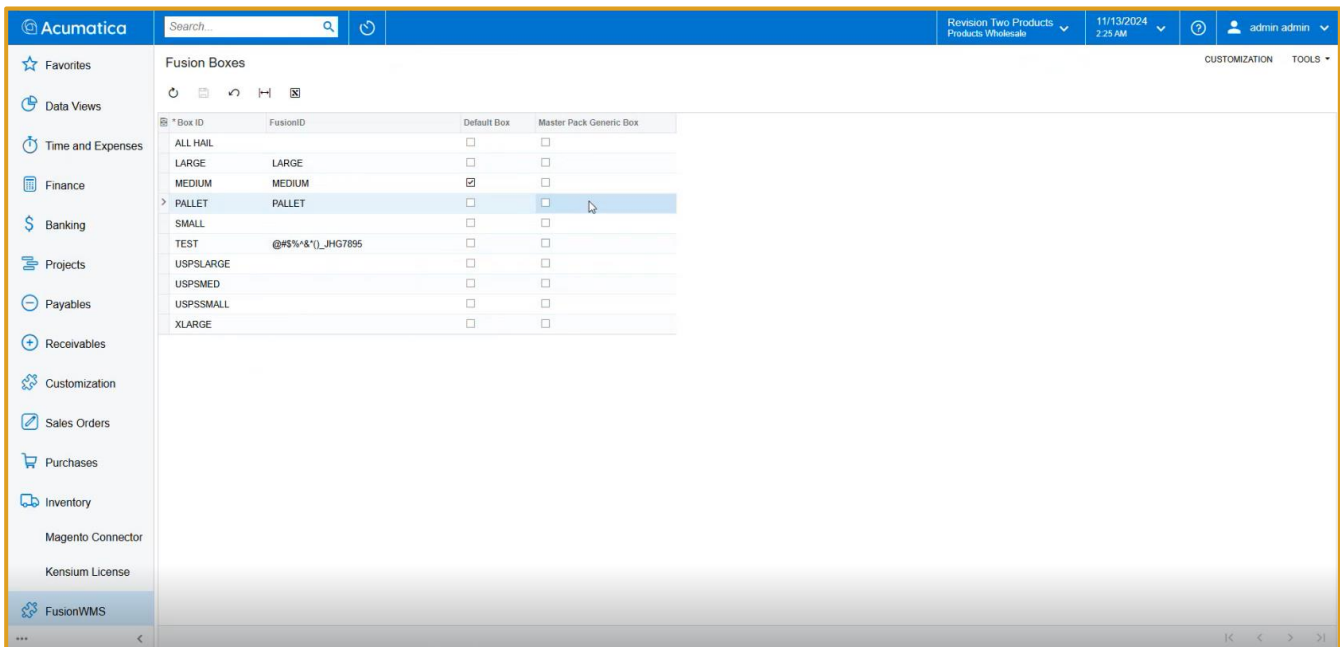 Acumatica
Search...
Revision Two Products
Products Wholesale
11/13/2024
2:25 AM
admin admin
Favorites
Data Views
Time and Expenses
Finance
Banking
Projects
Payables
Receivables
Customization
Sales Orders
Purchases
Inventory
Magento Connector
Kensium License
FusionWMS
Fusion Boxes
CUSTOMIZATION TOOLS
* Box ID FusionID Default Box Master Pack Generic Box
ALL HAIL
LARGE LARGE
MEDIUM MEDIUM
PALLET PALLET
SMALL
TEST @#$%^&*()_JHG7895
USPSLARGE
USPSMED
USPSSMALL
XLARGE